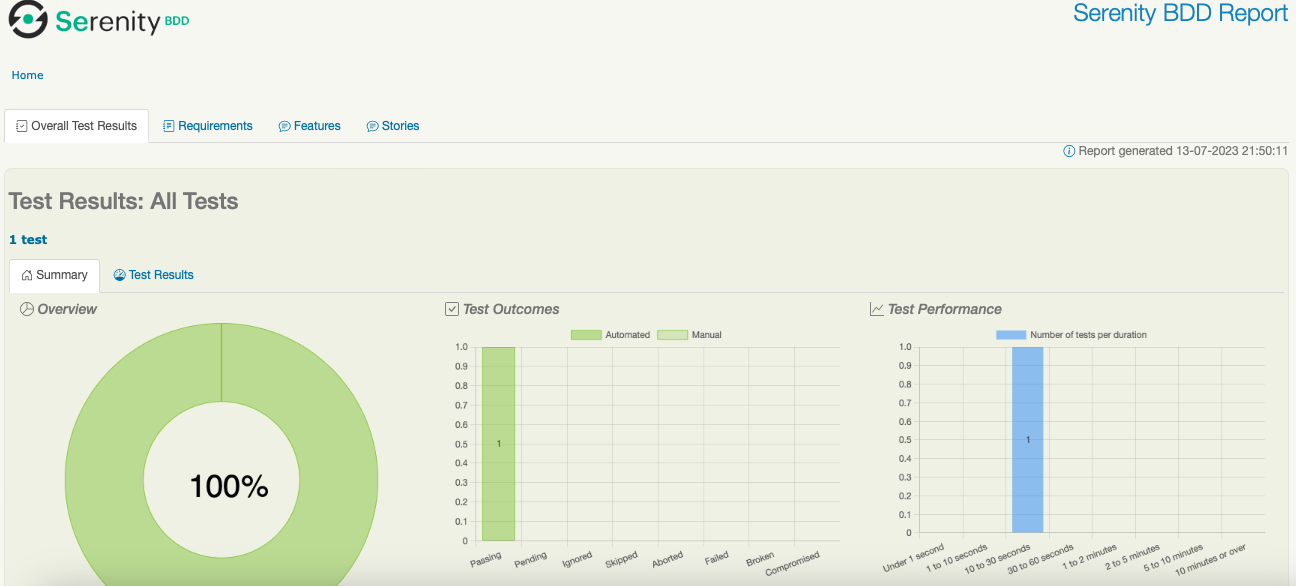 Serenity BDD
Serenity BDD Report
Home
Overall Test Results
Requirements
Features
Stories
Report generated 13-07-2023 21:50:11
Test Results: All Tests
1 test
Summary
Test Results
Overview
100%
Test Outcomes
Automated
Manual
1.0
0.9
0.8
0.7
0.6
0.5
0.4
0.3
0.2
0.1
0
1
Passing
Pending
Ignored
Skipped
Aborted
Failed
Broken
Compromised
Test Performance
Number of tests per duration
1.0
0.9
0.8
0.7
0.6
0.5
0.4
0.3
0.2
0.1
0
1
Under 1 second
1 to 10 seconds
10 to 30 seconds
30 to 60 seconds
1 to 2 minutes
2 to 5 minutes
5 to 10 minutes
10 minutes or over